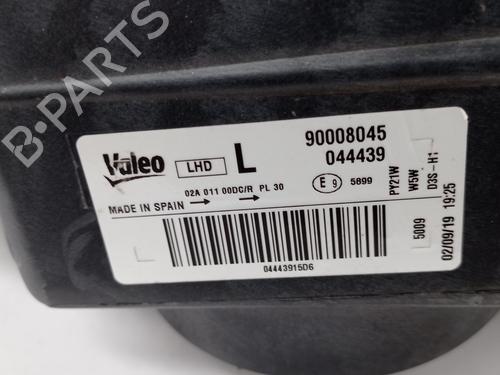 Valeo LHD L 90008045
044439
02A 011 00DC/R PL 30
E 9 5899
MADE IN SPAIN
04443915D6
PY21W
W5W
D3S-H1
5009
02/09/19 19:25
B-PARTS